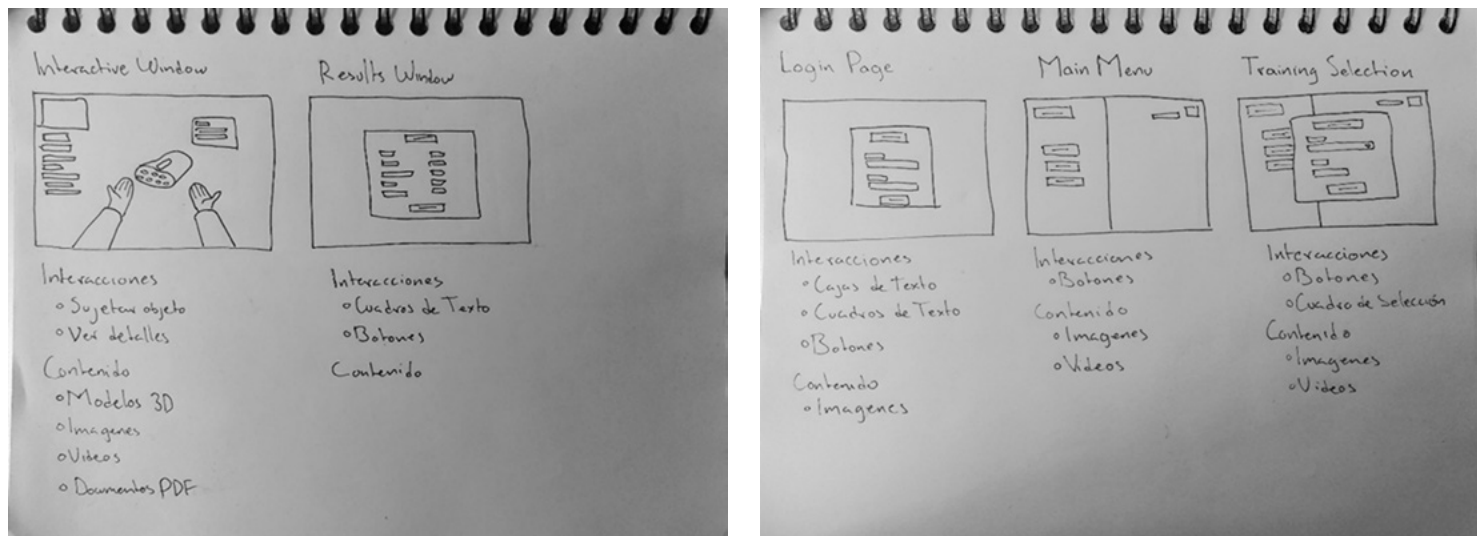 Interactive Window
Interacciones
Sujetar objeto
Ver detalles
Contenido
Modelos 3D
Imagenes
Videos
Documentos PDF
Results Window
Interacciones
Cuadros de Texto
Botones
Contenido
Login Page
Interacciones
Cajas de Texto
Cuadros de Texto
Botones
Contenido
Imagenes
Main Menu
Interacciones
Botones
Contenido
Imagenes
Videos
Training Selection
Interacciones
Botones
Cuadro de Selección
Contenido
Imagenes
Videos